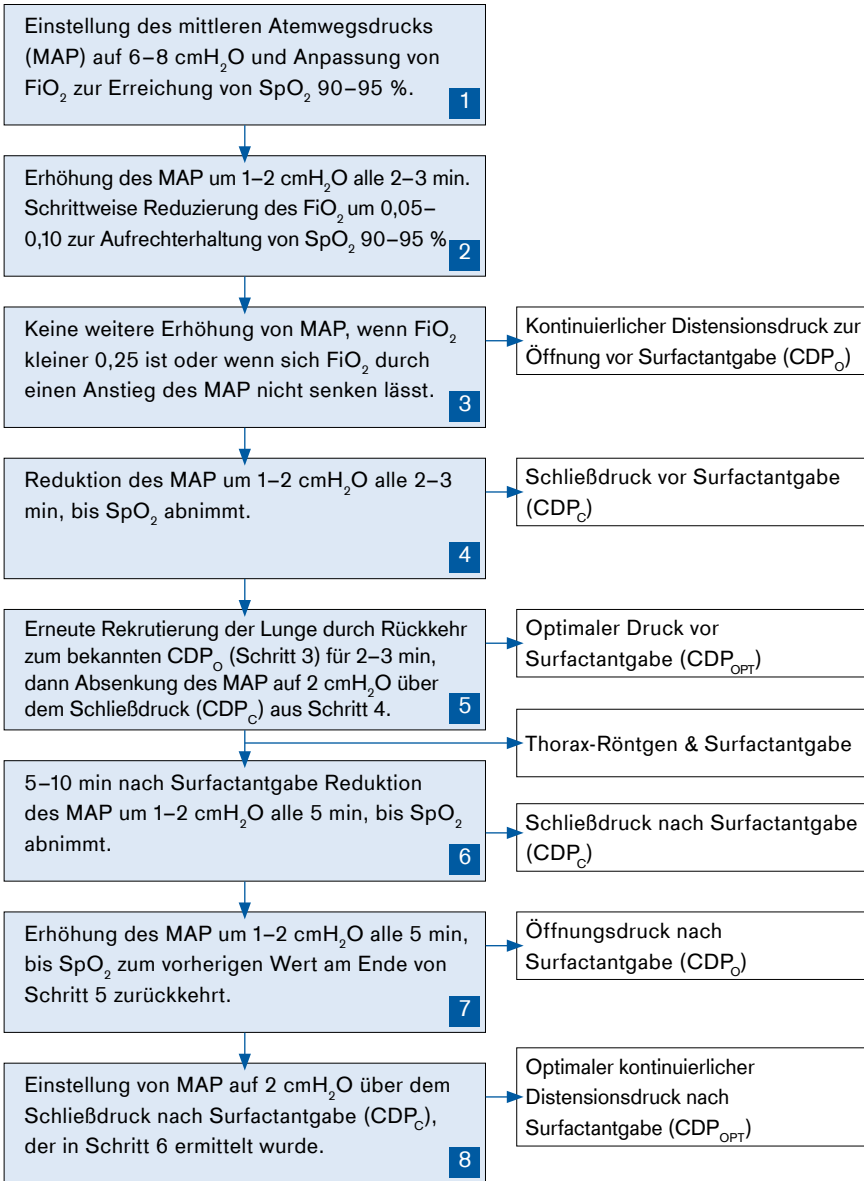 Einstellung des mittleren Atemwegsdrucks
(MAP) auf 6–8 cmH₂O und Anpassung von
FiO₂ zur Erreichung von SpO₂ 90–95 %.
1
Erhöhung des MAP um 1–2 cmH₂O alle 2–3 min.
Schrittweise Reduzierung des FiO₂ um 0,05–
0,10 zur Aufrechterhaltung von SpO₂ 90–95 %
2
Keine weitere Erhöhung von MAP, wenn FiO₂
kleiner 0,25 ist oder wenn sich FiO₂ durch
einen Anstieg des MAP nicht senken lässt.
3
Kontinuierlicher Distensionsdruck zur
Öffnung vor Surfactantgabe (CDP_O)
Reduktion des MAP um 1–2 cmH₂O alle 2–3
min, bis SpO₂ abnimmt.
4
Schließdruck vor Surfactantgabe
(CDP_C)
Erneute Rekrutierung der Lunge durch Rückkehr
zum bekannten CDP_O (Schritt 3) für 2–3 min,
dann Absenkung des MAP auf 2 cmH₂O über
dem Schließdruck (CDP_C) aus Schritt 4.
5
Optimaler Druck vor
Surfactantgabe (CDP_OPT)
Thorax-Röntgen & Surfactantgabe
5–10 min nach Surfactantgabe Reduktion
des MAP um 1–2 cmH₂O alle 5 min, bis SpO₂
abnimmt.
6
Schließdruck nach Surfactantgabe
(CDP_C)
Erhöhung des MAP um 1–2 cmH₂O alle 5 min,
bis SpO₂ zum vorherigen Wert am Ende von
Schritt 5 zurückkehrt.
7
Öffnungsdruck nach
Surfactantgabe (CDP_O)
Einstellung von MAP auf 2 cmH₂O über dem
Schließdruck nach Surfactantgabe (CDP_C),
der in Schritt 6 ermittelt wurde.
8
Optimaler kontinuierlicher
Distensionsdruck nach
Surfactantgabe (CDP_OPT)